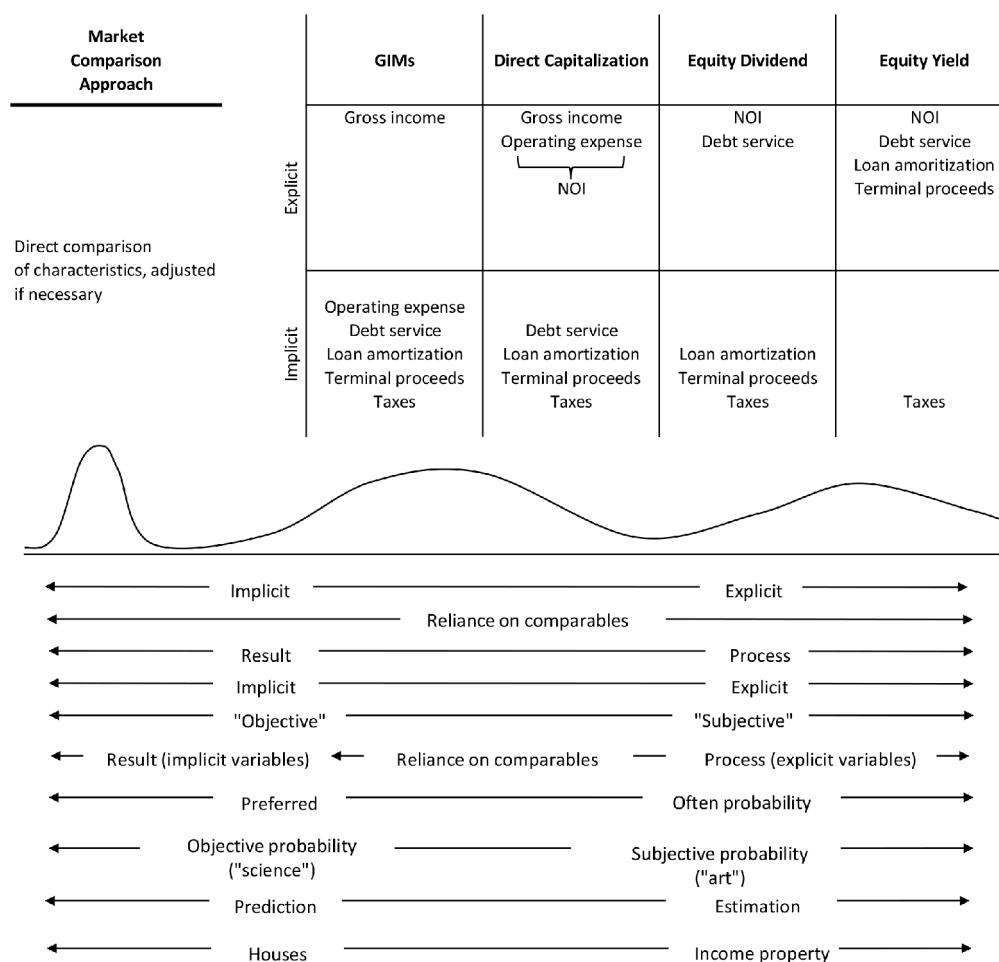 Market
Comparison
Approach
GIMs
Direct Capitalization
Equity Dividend
Equity Yield
Explicit
Gross income
Gross income
Operating expense
NOI
NOI
Debt service
NOI
Debt service
Loan amoritization
Terminal proceeds
Direct comparison
of characteristics, adjusted
if necessary
Implicit
Operating expense
Debt service
Loan amortization
Terminal proceeds
Taxes
Debt service
Loan amortization
Terminal proceeds
Taxes
Loan amortization
Terminal proceeds
Taxes
Taxes
Implicit Explicit
Reliance on comparables
Result Process
Implicit Explicit
"Objective" "Subjective"
Result (implicit variables) Reliance on comparables Process (explicit variables)
Preferred Often probability
Objective probability
("science")
Subjective probability
("art")
Prediction Estimation
Houses Income property